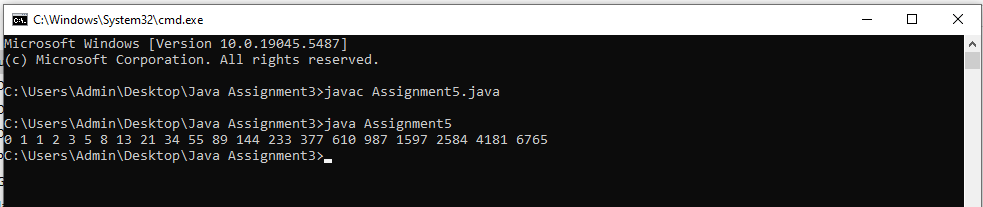 C:\Windows\System32\cmd.exe
Microsoft Windows [Version 10.0.19045.5487]
(c) Microsoft Corporation. All rights reserved.
C:\Users\Admin\Desktop\Java Assignment3>javac Assignment5.java
C:\Users\Admin\Desktop\Java Assignment3>java Assignment5
0 1 1 2 3 5 8 13 21 34 55 89 144 233 377 610 987 1597 2584 4181 6765
C:\Users\Admin\Desktop\Java Assignment3>